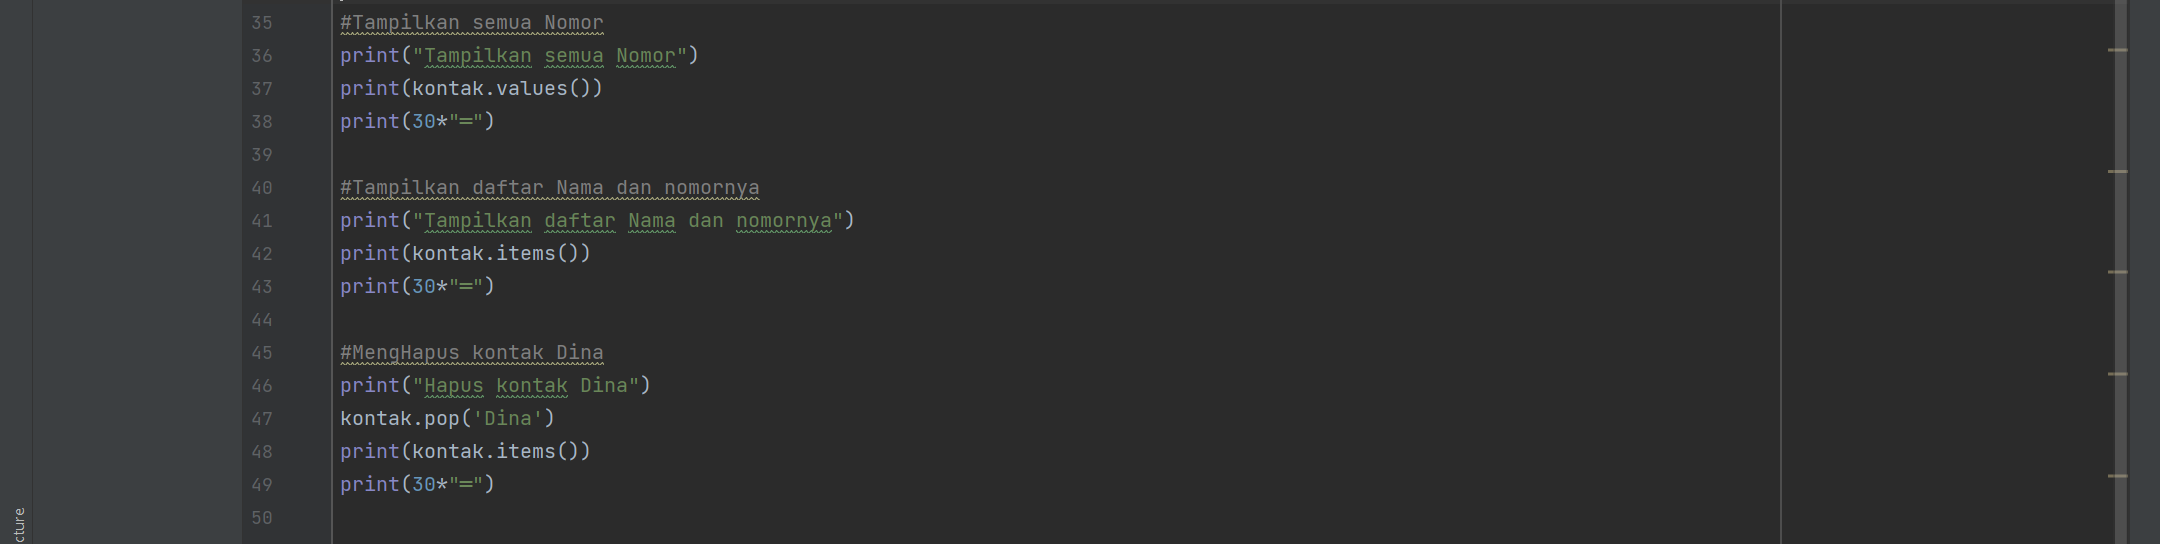 35 #Tampilkan semua Nomor
36 print("Tampilkan semua Nomor")
37 print(kontak.values())
38 print(30*"=")
39
40 #Tampilkan daftar Nama dan nomornya
41 print("Tampilkan daftar Nama dan nomornya")
42 print(kontak.items())
43 print(30*"=")
44
45 #MengHapus kontak Dina
46 print("Hapus kontak Dina")
47 kontak.pop('Dina')
48 print(kontak.items())
49 print(30*"=")
50
cture